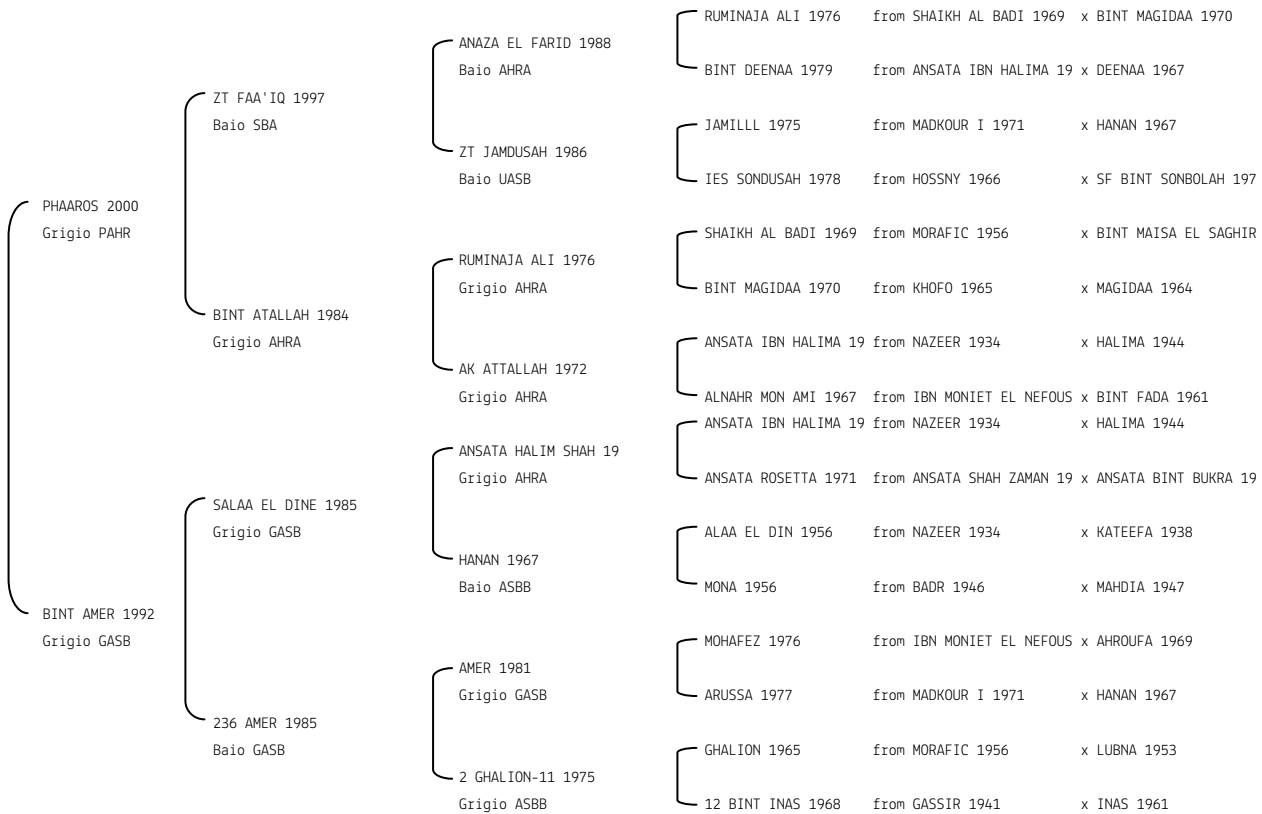 RUMINAJA ALI 1976 from SHAIKH AL BADI 1969 x BINT MAGIDAA 1970
ANAZA EL FARID 1988
Baio AHRA BINT DEENAA 1979 from ANSATA IBN HALIMA 19 x DEENAA 1967
ZT FAA'IQ 1997
Baio SBA JAMILLL 1975 from MADKOUR I 1971 x HANAN 1967
ZT JAMDUSAH 1986
Baio UASB IES SONDUSAH 1978 from HOSSNY 1966 x SF BINT SONBOLAH 197
PHAAROS 2000
Grigio PAHR SHAIKH AL BADI 1969 from MORAFIC 1956 x BINT MAISA EL SAGHIR
RUMINAJA ALI 1976
Grigio AHRA BINT MAGIDAA 1970 from KHOFO 1965 x MAGIDAA 1964
BINT ATALLAH 1984
Grigio AHRA ANSATA IBN HALIMA 19 from NAZEER 1934 x HALIMA 1944
AK ATTALLAH 1972
Grigio AHRA ALNAHR MON AMI 1967 from IBN MONIET EL NEFOUS x BINT FADA 1961
ANSATA IBN HALIMA 19 from NAZEER 1934 x HALIMA 1944
ANSATA HALIM SHAH 19
Grigio AHRA ANSATA ROSETTA 1971 from ANSATA SHAH ZAMAN 19 x ANSATA BINT BUKRA 19
SALAA EL DINE 1985
Grigio GASB ALAA EL DIN 1956 from NAZEER 1934 x KATEEFA 1938
HANAN 1967
Baio ASBB MONA 1956 from BADR 1946 x MAHDIA 1947
BINT AMER 1992
Grigio GASB MOHAFEZ 1976 from IBN MONIET EL NEFOUS x AHROUFA 1969
AMER 1981
Grigio GASB ARUSSA 1977 from MADKOUR I 1971 x HANAN 1967
236 AMER 1985
Baio GASB GHALION 1965 from MORAFIC 1956 x LUBNA 1953
2 GHALION-11 1975
Grigio ASBB 12 BINT INAS 1968 from GASSIR 1941 x INAS 1961